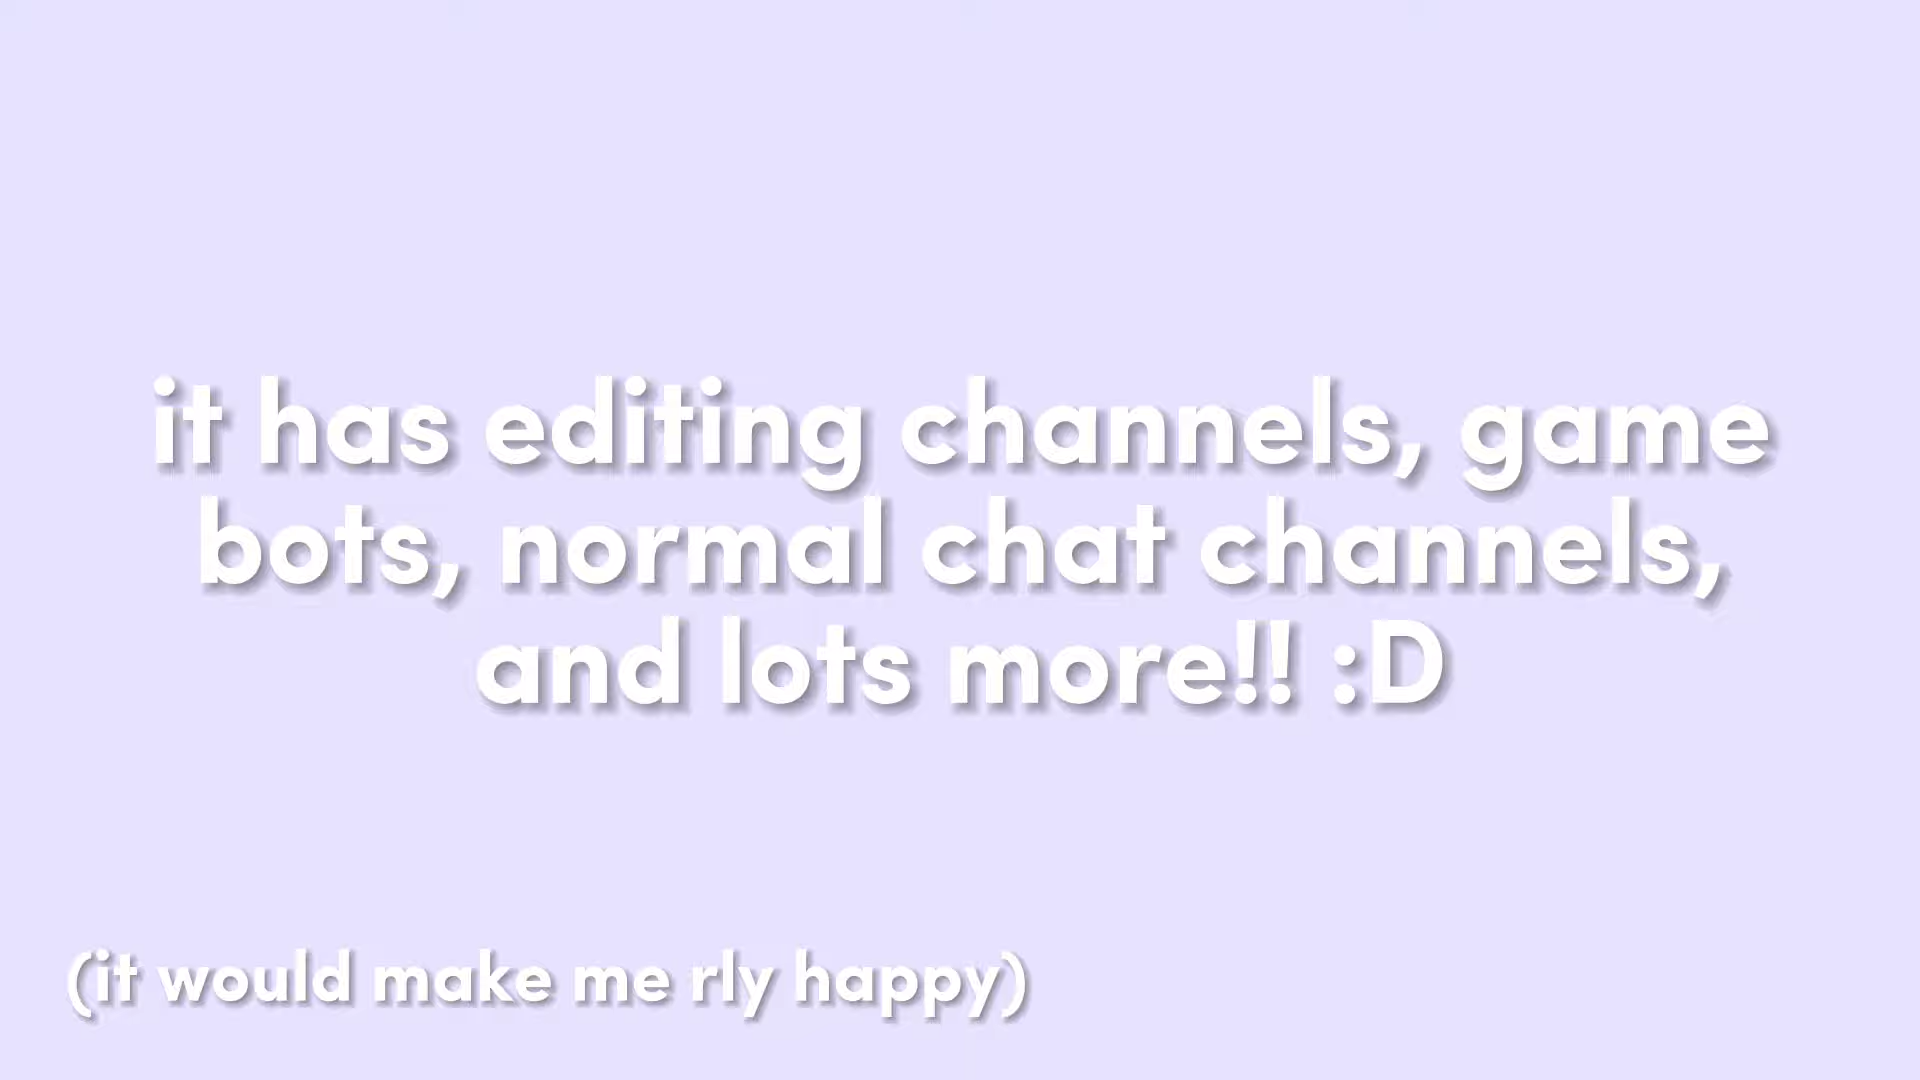 it has editing channels, game
bots, normal chat channels,
and lots more!! :D
(it would make me rly happy)